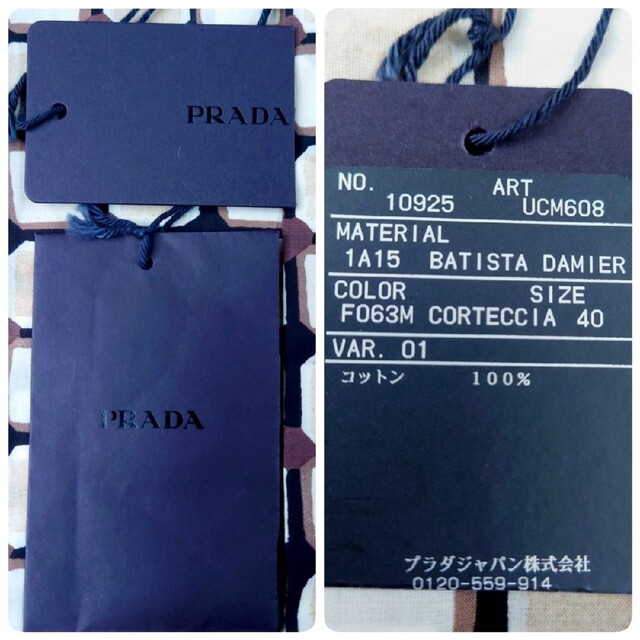 PRADA
PRADA
NO. ART
10925 UCM608
MATERIAL
1A15 BATISTA DAMIER
COLOR SIZE
F063M CORTECCIA 40
VAR. 01
コットン 100%
プラダジャパン株式会社
0120-559-914